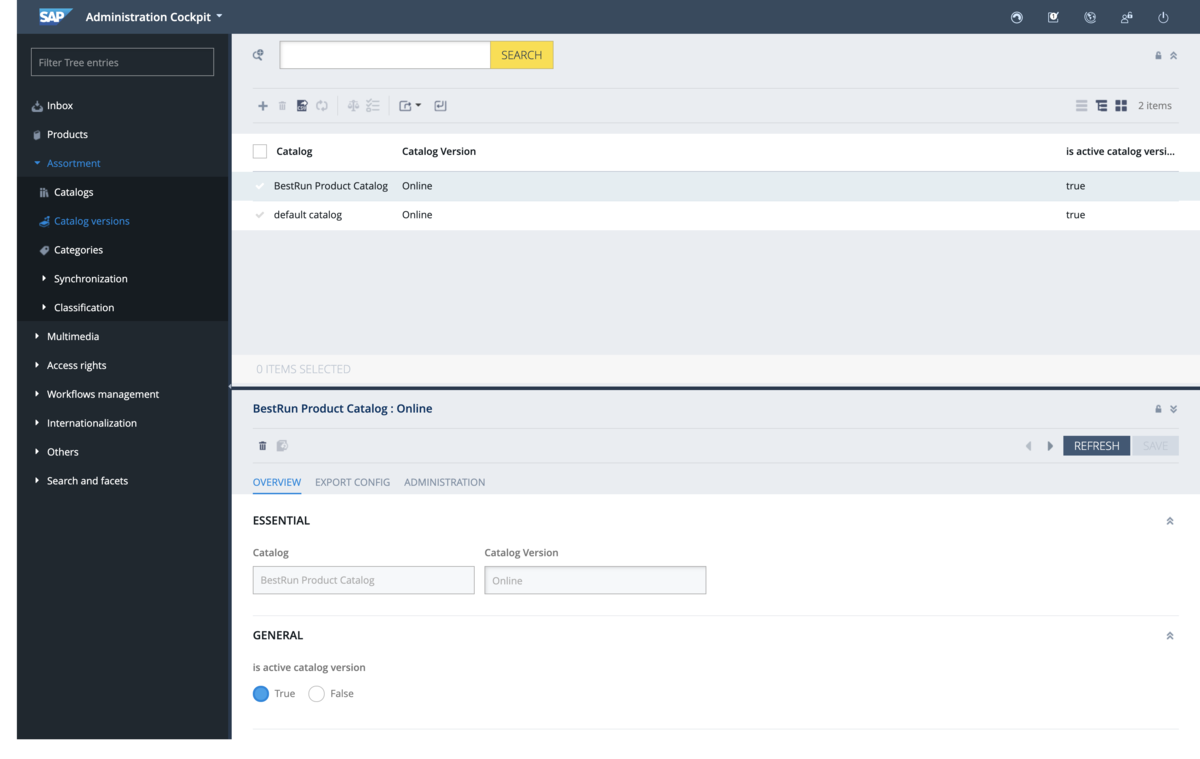 SAP Administration Cockpit
Filter Tree entries
Inbox
Products
Assortment
Catalogs
Catalog versions
Categories
Synchronization
Classification
Multimedia
Access rights
Workflows management
Internationalization
Others
Search and facets
SEARCH
2 items
Catalog Catalog Version is active catalog versi...
BestRun Product Catalog Online true
default catalog Online true
0 ITEMS SELECTED
BestRun Product Catalog : Online
REFRESH SAVE
OVERVIEW EXPORT CONFIG ADMINISTRATION
ESSENTIAL
Catalog Catalog Version
BestRun Product Catalog Online
GENERAL
is active catalog version
True False